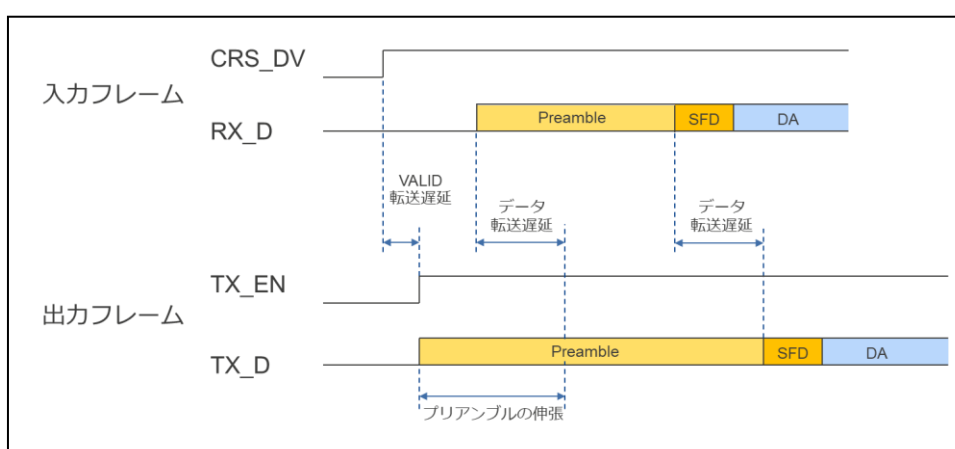 CRS_DV
入力フレーム
RX_D
Preamble
SFD
DA
VALID
転送遅延
データ
転送遅延
データ
転送遅延
TX_EN
出力フレーム
TX_D
Preamble
SFD
DA
プリアンブルの伸張